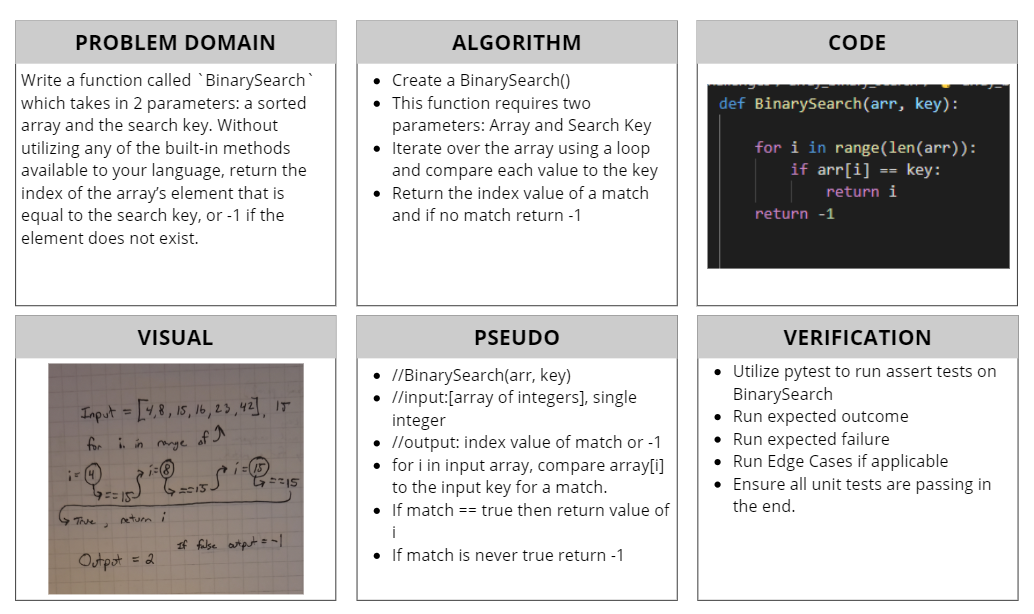 PROBLEM DOMAIN
Write a function called `BinarySearch`
which takes in 2 parameters: a sorted
array and the search key. Without
utilizing any of the built-in methods
available to your language, return the
index of the array’s element that is
equal to the search key, or -1 if the
element does not exist.
ALGORITHM
• Create a BinarySearch()
• This function requires two
parameters: Array and Search Key
• Iterate over the array using a loop
and compare each value to the key
• Return the index value of a match
and if no match return -1
CODE
def BinarySearch(arr, key):
for i in range(len(arr)):
if arr[i] == key:
return i
return -1
VISUAL
Input = [4,8,15,16,23,42], 15
for i in range of
i= 4 i= 8 i= 15
==15 ==15 ==15
True, return i
If false output = -1
Output = 2
PSEUDO
• //BinarySearch(arr, key)
• //input:[array of integers], single
integer
• //output: index value of match or -1
• for i in input array, compare array[i]
to the input key for a match.
• If match == true then return value of
i
• If match is never true return -1
VERIFICATION
• Utilize pytest to run assert tests on
BinarySearch
• Run expected outcome
• Run expected failure
• Run Edge Cases if applicable
• Ensure all unit tests are passing in
the end.